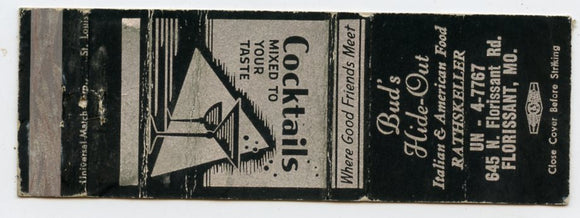 Universal Match Corp., St. Louis
Cocktails
MIXED TO
YOUR
TASTE
Where Good Friends Meet
Bud's
Hide-Out
Italian & American Food
RATHSKELLER
UN - 4-7767
645 N. Florissant Rd.
FLORISSANT, MO.
Close Cover Before Striking